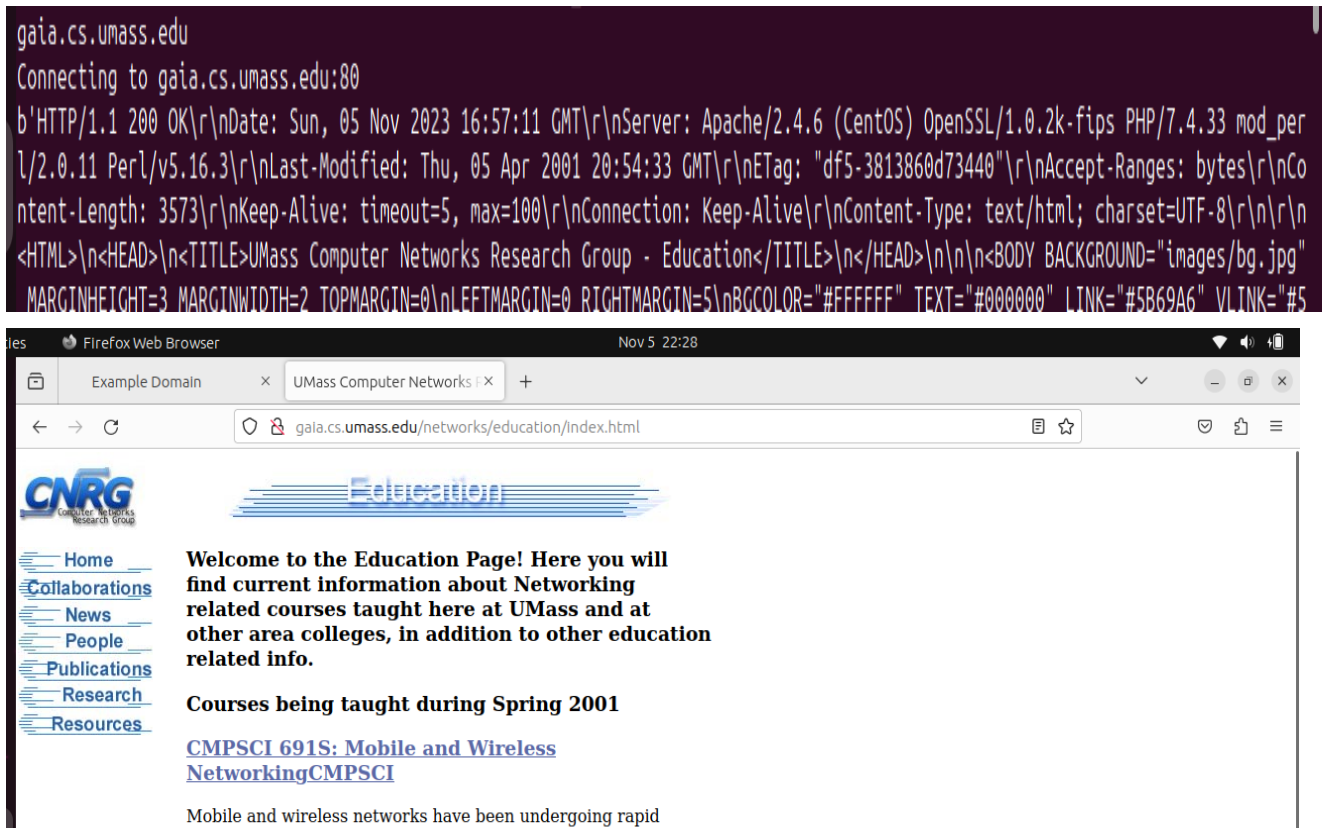 gaia.cs.umass.edu
Connecting to gaia.cs.umass.edu:80
b'HTTP/1.1 200 OK\r\nDate: Sun, 05 Nov 2023 16:57:11 GMT\r\nServer: Apache/2.4.6 (CentOS) OpenSSL/1.0.2k-fips PHP/7.4.33 mod_per
l/2.0.11 Perl/v5.16.3\r\nLast-Modified: Thu, 05 Apr 2001 20:54:33 GMT\r\nETag: "df5-3813860d73440"\r\nAccept-Ranges: bytes\r\nCo
ntent-Length: 3573\r\nKeep-Alive: timeout=5, max=100\r\nConnection: Keep-Alive\r\nContent-Type: text/html; charset=UTF-8\r\n\r\n
<HTML>\n<HEAD>\n<TITLE>UMass Computer Networks Research Group - Education</TITLE>\n</HEAD>\n\n\n<BODY BACKGROUND="images/bg.jpg"
MARGINHEIGHT=3 MARGINWIDTH=2 TOPMARGIN=0\nLEFTMARGIN=0 RIGHTMARGIN=5\nBGCOLOR="#FFFFFF" TEXT="#000000" LINK="#5B69A6" VLINK="#5
ies Firefox Web Browser Nov 5 22:28
Example Domain UMass Computer Networks
gaia.cs.umass.edu/networks/education/index.html
CNRG
Computer Networks
Research Group
Education
Home
Collaborations
News
People
Publications
Research
Resources
Welcome to the Education Page! Here you will
find current information about Networking
related courses taught here at UMass and at
other area colleges, in addition to other education
related info.
Courses being taught during Spring 2001
CMPSCI 691S: Mobile and Wireless
NetworkingCMPSCI
Mobile and wireless networks have been undergoing rapid